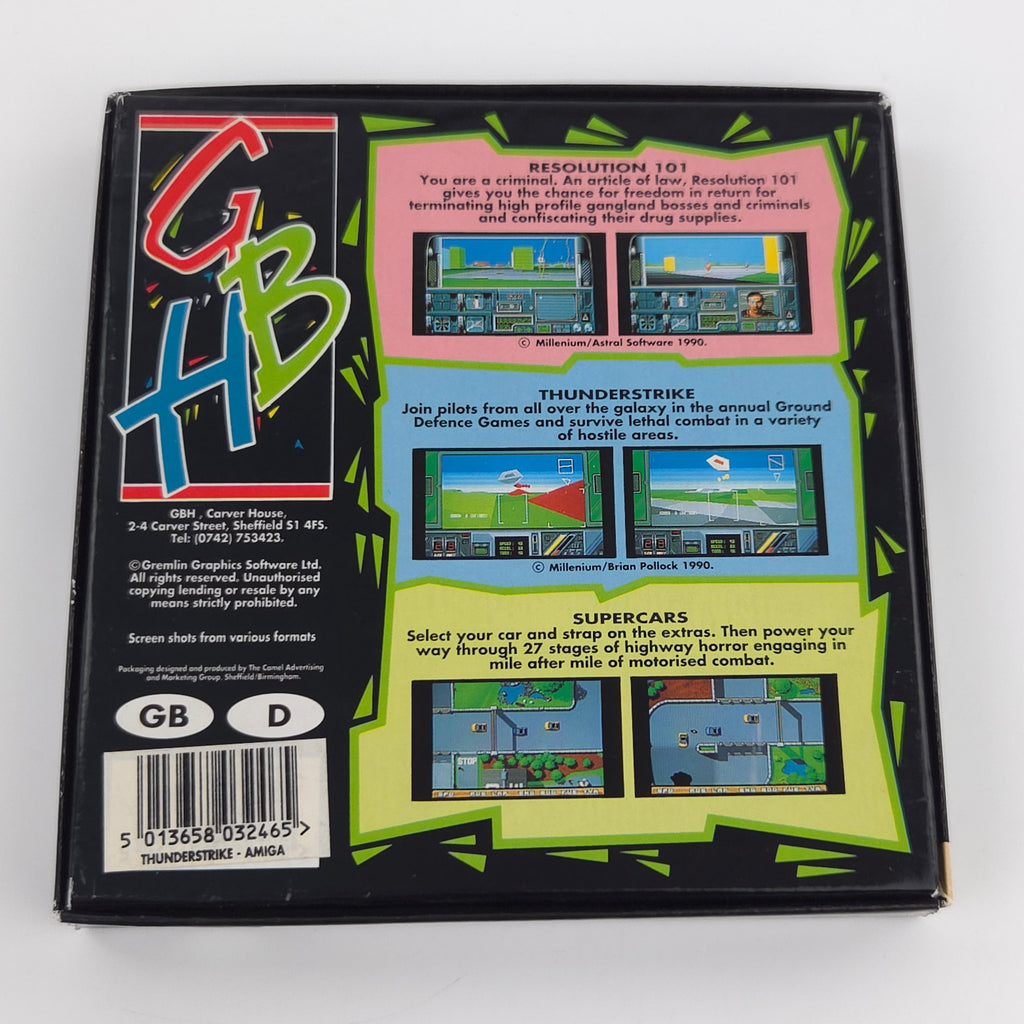 GBH
GBH , Carver House,
2-4 Carver Street, Sheffield S1 4FS.
Tel: (0742) 753423.
©Gremlin Graphics Software Ltd.
All rights reserved. Unauthorised
copying lending or resale by any
means strictly prohibited.
Screen shots from various formats
Packaging designed and produced by The Camel Advertising
and Marketing Group. Sheffield/Birmingham.
GB D
5 013658 032465 >
THUNDERSTRIKE - AMIGA
RESOLUTION 101
You are a criminal. An article of law, Resolution 101
gives you the chance for freedom in return for
terminating high profile gangland bosses and criminals
and confiscating their drug supplies.
© Millenium/Astral Software 1990.
THUNDERSTRIKE
Join pilots from all over the galaxy in the annual Ground
Defence Games and survive lethal combat in a variety
of hostile areas.
© Millenium/Brian Pollock 1990.
SUPERCARS
Select your car and strap on the extras. Then power your
way through 27 stages of highway horror engaging in
mile after mile of motorised combat.
STOP